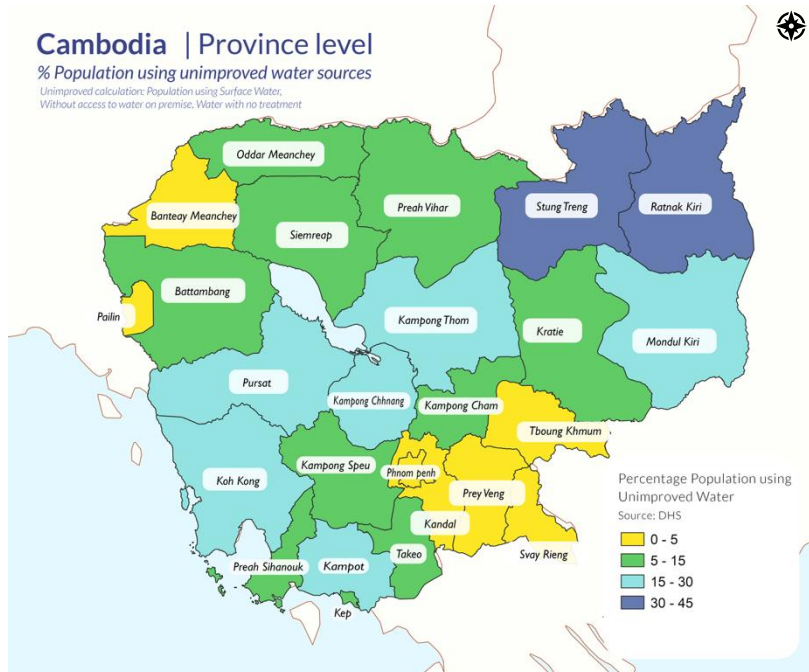 Cambodia | Province level
% Population using unimproved water sources
Unimproved calculation: Population using Surface Water,
Without access to water on premise, Water with no treatment
Oddar Meanchey
Banteay Meanchey
Preah Vihar
Stung Treng
Ratnak Kiri
Siemreap
Battambang
Pailin
Kampong Thom
Kratie
Mondul Kiri
Pursat
Kampong Chhnang
Kampong Cham
Tboung Khmum
Kampong Speu
Phnom penh
Koh Kong
Prey Veng
Kandal
Takeo
Svay Rieng
Preah Sihanouk
Kampot
Kep
Percentage Population using
Unimproved Water
Source: DHS
0 - 5
5 - 15
15 - 30
30 - 45